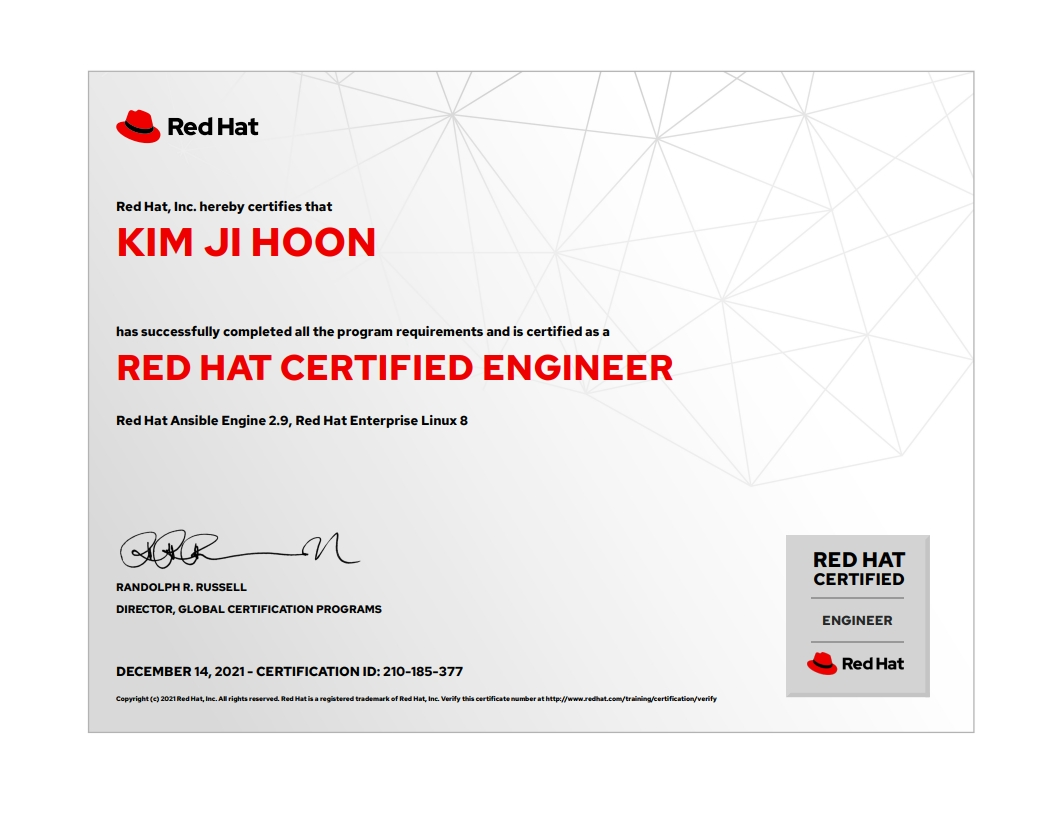 Red Hat
Red Hat, Inc. hereby certifies that
KIM JI HOON
has successfully completed all the program requirements and is certified as a
RED HAT CERTIFIED ENGINEER
Red Hat Ansible Engine 2.9, Red Hat Enterprise Linux 8
RANDOLPH R. RUSSELL
DIRECTOR, GLOBAL CERTIFICATION PROGRAMS
DECEMBER 14, 2021 - CERTIFICATION ID: 210-185-377
Copyright (c) 2021 Red Hat, Inc. All rights reserved. Red Hat is a registered trademark of Red Hat, Inc. Verify this certificate number at http://www.redhat.com/training/certification/verify
RED HAT
CERTIFIED
ENGINEER
Red Hat